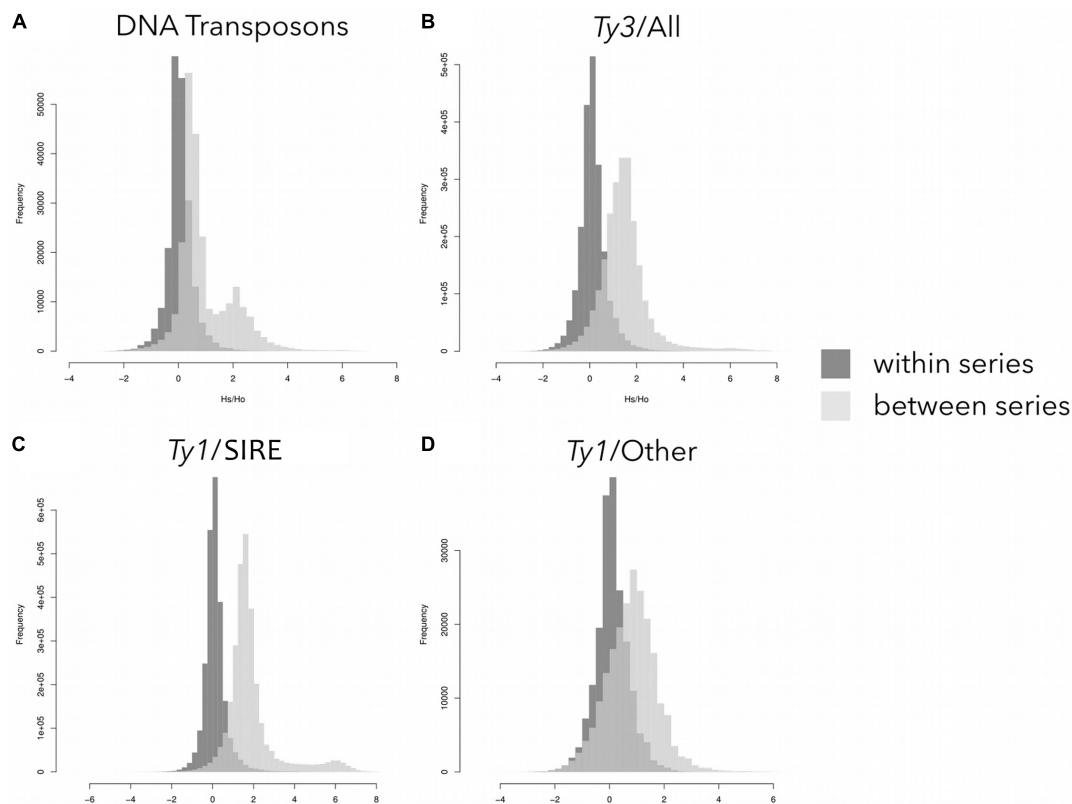 A
DNA Transposons
Frequency
50000
40000
30000
20000
10000
0
−4 −2 0 2 4 6 8
Hs/Ho
B
Ty3/All
Frequency
5e+05
4e+05
3e+05
2e+05
1e+05
0
−4 −2 0 2 4 6 8
Hs/Ho
within series
between series
C
Ty1/SIRE
Frequency
6e+05
5e+05
4e+05
3e+05
2e+05
1e+05
0
−6 −4 −2 0 2 4 6 8
D
Ty1/Other
Frequency
30000
20000
10000
0
−4 −2 0 2 4 6